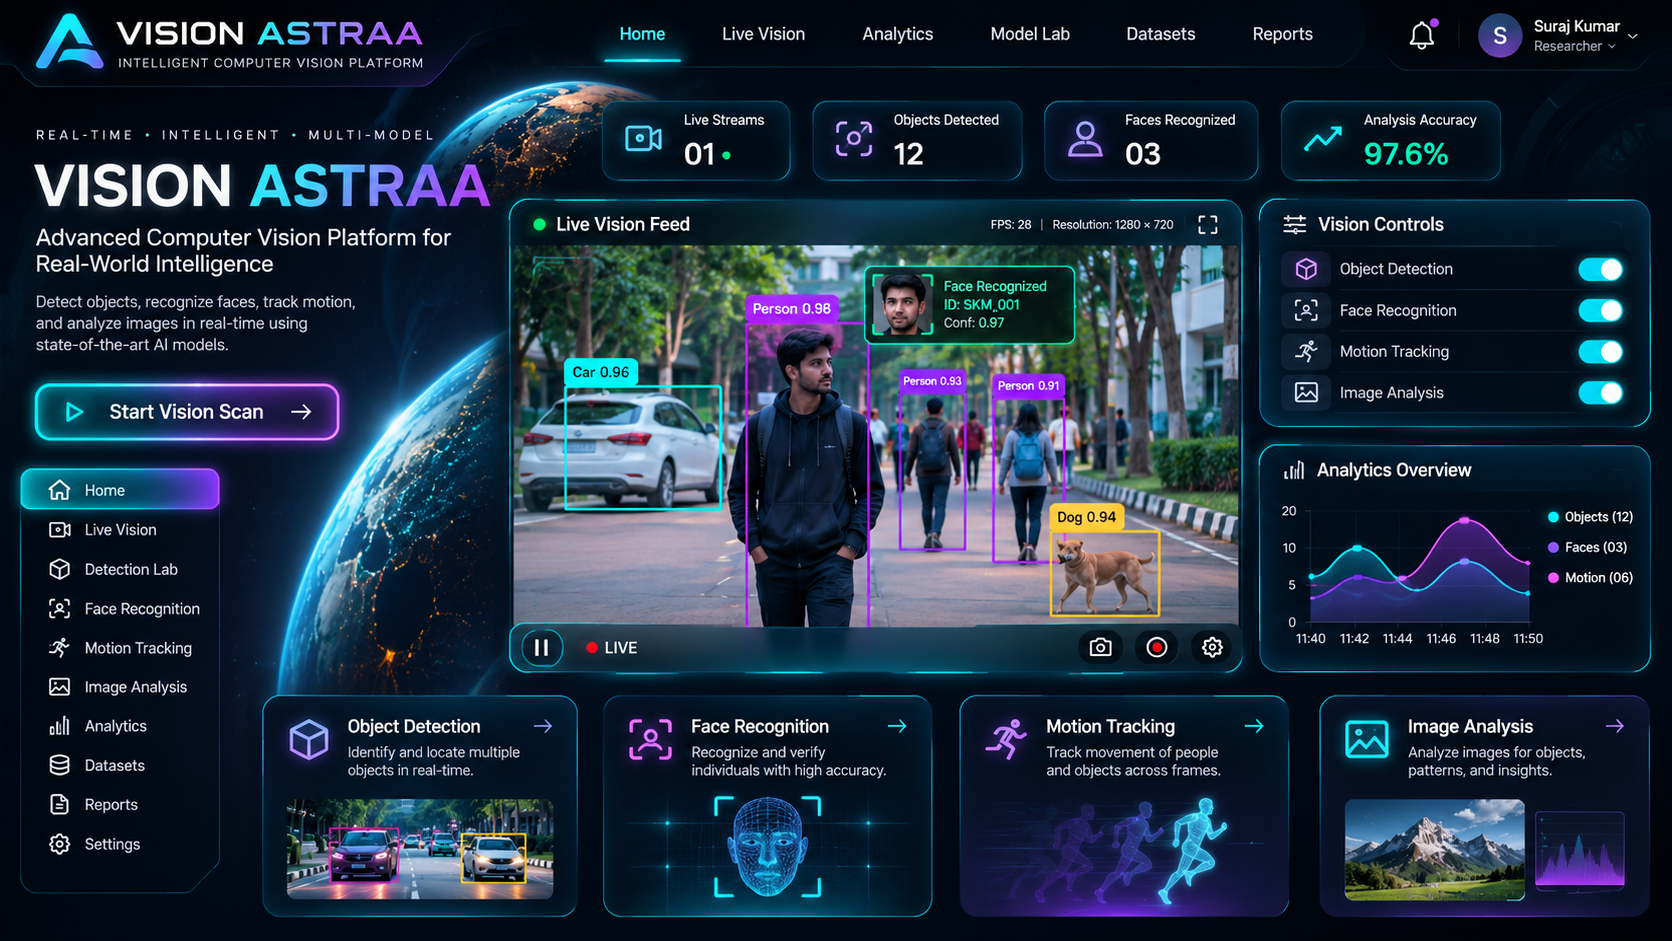 VISION ASTRAA
INTELLIGENT COMPUTER VISION PLATFORM
Home
Live Vision
Analytics
Model Lab
Datasets
Reports
S
Suraj Kumar
Researcher
REAL-TIME • INTELLIGENT • MULTI-MODEL
VISION ASTRAA
Advanced Computer Vision Platform for
Real-World Intelligence
Detect objects, recognize faces, track motion,
and analyze images in real-time using
state-of-the-art AI models.
Start Vision Scan
Live Streams
01
Objects Detected
12
Faces Recognized
03
Analysis Accuracy
97.6%
Home
Live Vision
Detection Lab
Face Recognition
Motion Tracking
Image Analysis
Analytics
Datasets
Reports
Settings
Live Vision Feed
FPS: 28 | Resolution: 1280 × 720
Car 0.96
Person 0.98
Face Recognized
ID: SKM_001
Conf: 0.97
Person 0.93
Person 0.91
Dog 0.94
LIVE
Vision Controls
Object Detection
Face Recognition
Motion Tracking
Image Analysis
Analytics Overview
20
10
5
0
11:40 11:42 11:44 11:46 11:48 11:50
Objects (12)
Faces (03)
Motion (06)
Object Detection
Identify and locate multiple
objects in real-time.
Face Recognition
Recognize and verify
individuals with high accuracy.
Motion Tracking
Track movement of people
and objects across frames.
Image Analysis
Analyze images for objects,
patterns, and insights.